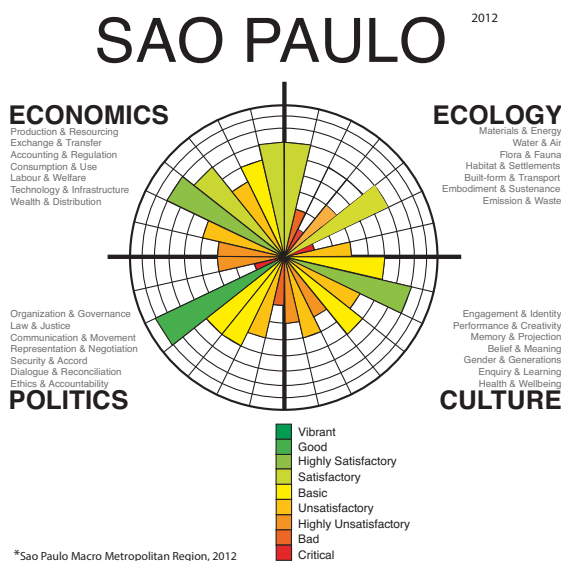 SAO PAULO
2012
ECONOMICS
Production & Resourcing
Exchange & Transfer
Accounting & Regulation
Consumption & Use
Labour & Welfare
Technology & Infrastructure
Wealth & Distribution
ECOLOGY
Materials & Energy
Water & Air
Flora & Fauna
Habitat & Settlements
Built-form & Transport
Embodiment & Sustenance
Emission & Waste
Organization & Governance
Law & Justice
Communication & Movement
Representation & Negotiation
Security & Accord
Dialogue & Reconciliation
Ethics & Accountability
POLITICS
Engagement & Identity
Performance & Creativity
Memory & Projection
Belief & Meaning
Gender & Generations
Enquiry & Learning
Health & Wellbeing
CULTURE
Vibrant
Good
Highly Satisfactory
Satisfactory
Basic
Unsatisfactory
Highly Unsatisfactory
Bad
Critical
*Sao Paulo Macro Metropolitan Region, 2012